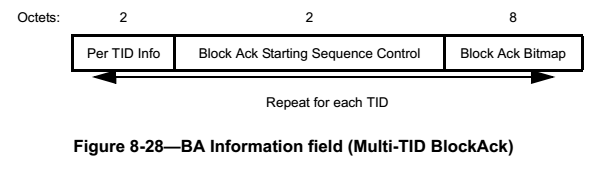 Octets: 2 2 8
Per TID Info Block Ack Starting Sequence Control Block Ack Bitmap
Repeat for each TID
Figure 8-28—BA Information field (Multi-TID BlockAck)